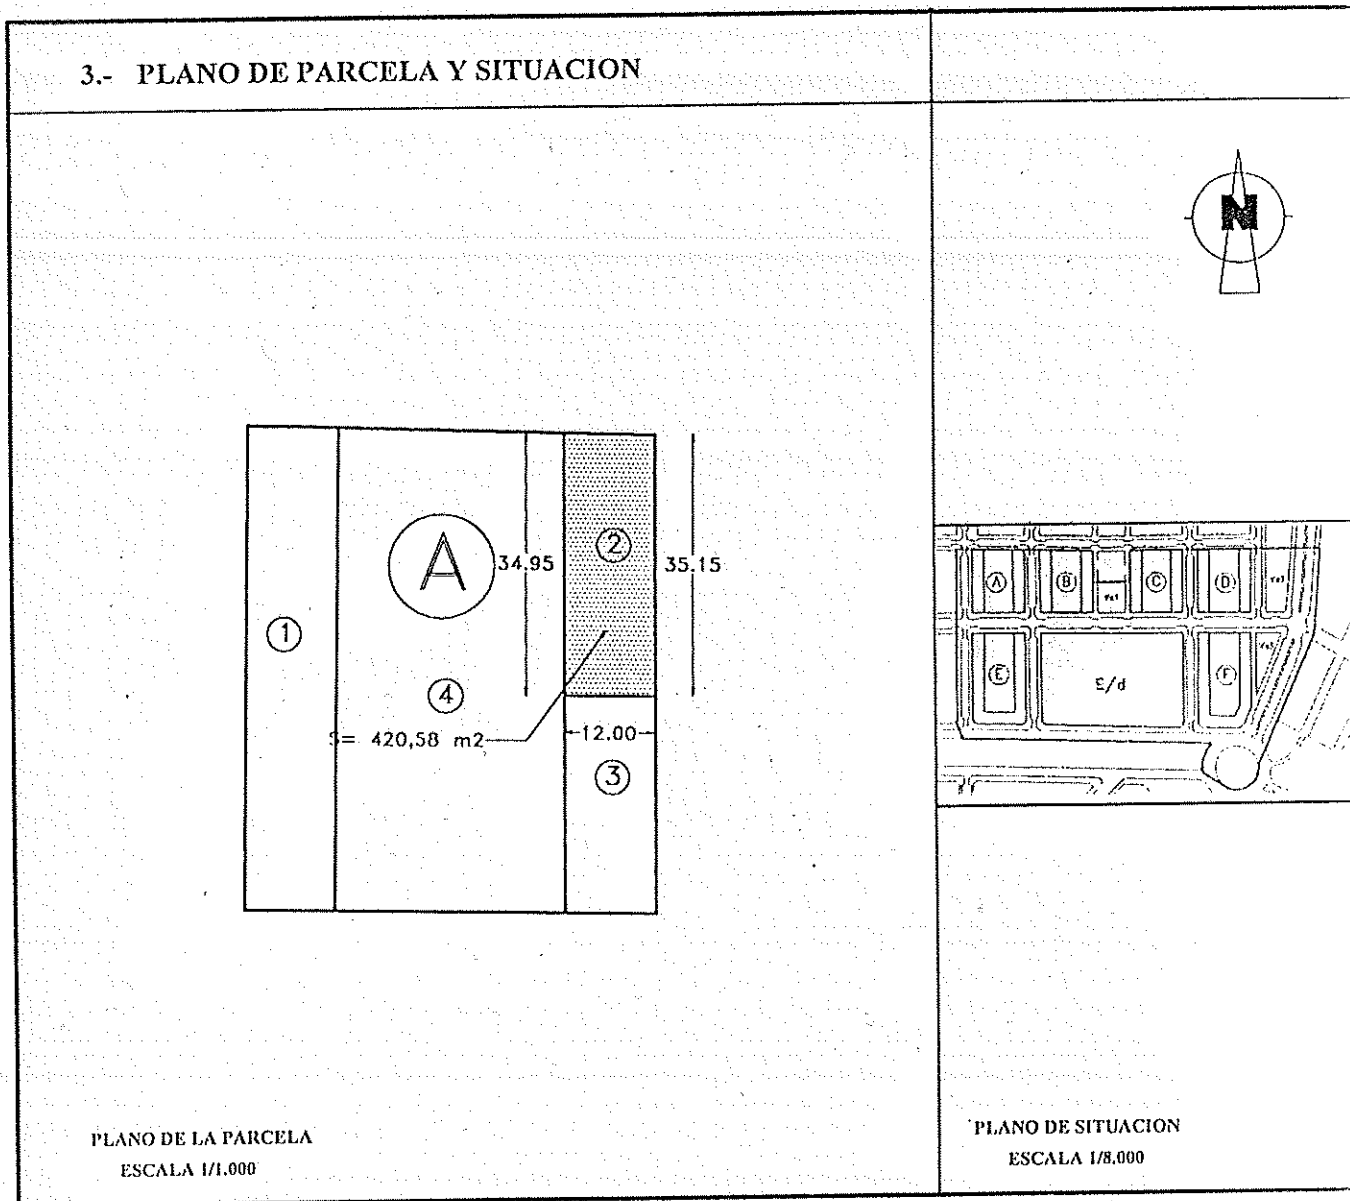 3.- PLANO DE PARCELA Y SITUACION
N
A
34.95
2
35.15
1
4
S= 420,58 m2
12.00
3
A
B
C
D
E
E/d
F
PLANO DE LA PARCELA
ESCALA 1/1.000
PLANO DE SITUACION
ESCALA 1/8.000